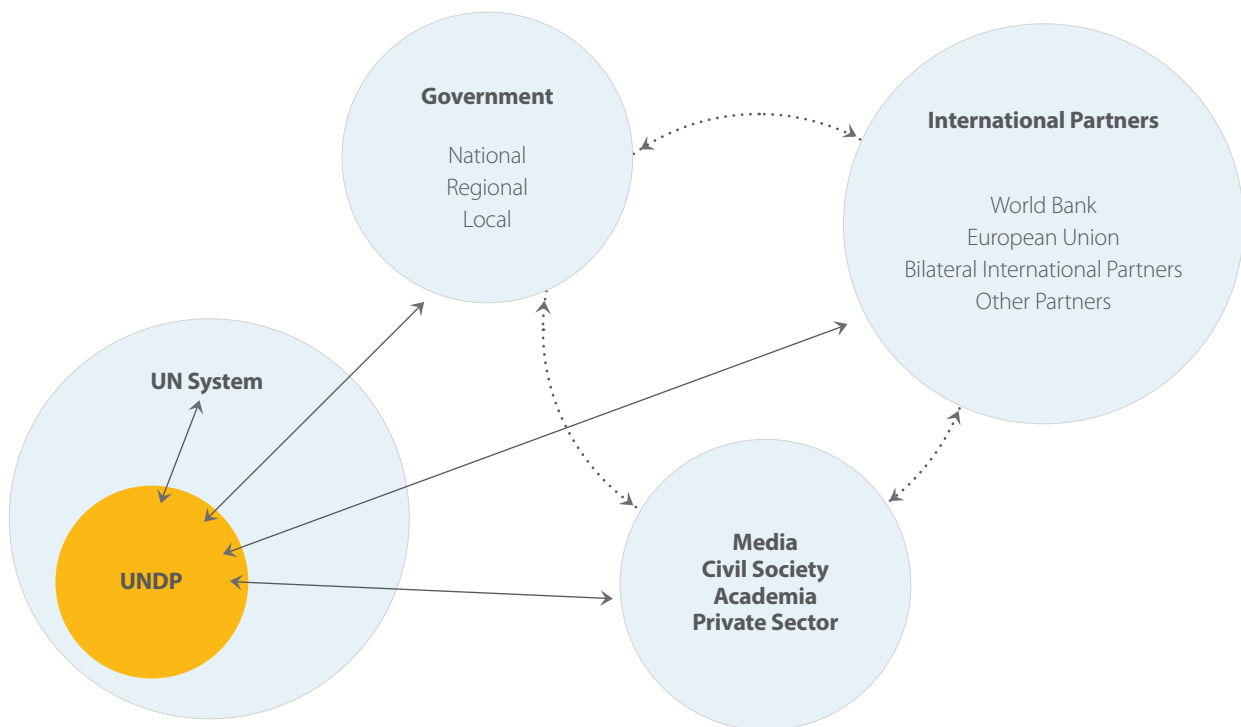 Government
National
Regional
Local
International Partners
World Bank
European Union
Bilateral International Partners
Other Partners
UN System
UNDP
Media
Civil Society
Academia
Private Sector